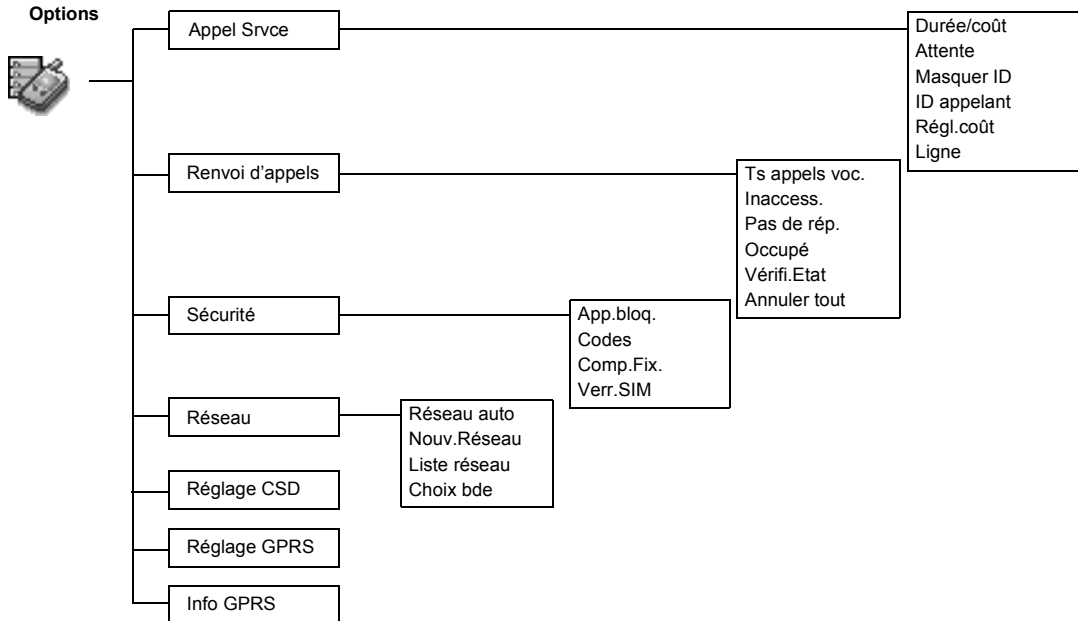 Options
Appel Srvce
Durée/coût
Attente
Masquer ID
ID appelant
Régl.coût
Ligne
Renvoi d’appels
Ts appels voc.
Inaccess.
Pas de rép.
Occupé
Vérifi.Etat
Annuler tout
Sécurité
App.bloq.
Codes
Comp.Fix.
Verr.SIM
Réseau
Réseau auto
Nouv.Réseau
Liste réseau
Choix bde
Réglage CSD
Réglage GPRS
Info GPRS